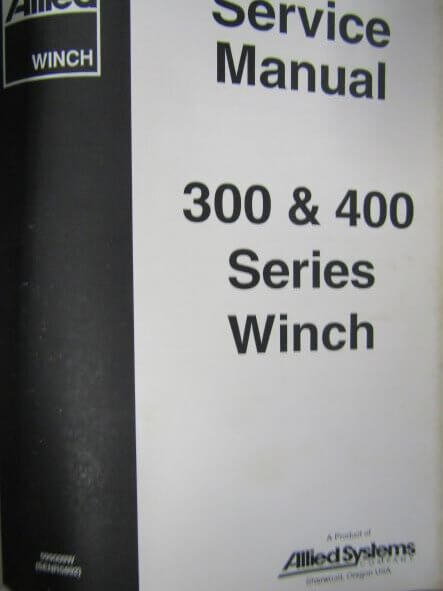 Allied
WINCH
Service
Manual
300 & 400
Series
Winch
A Product of
Allied Systems
COMPANY
Sherwood, Oregon USA